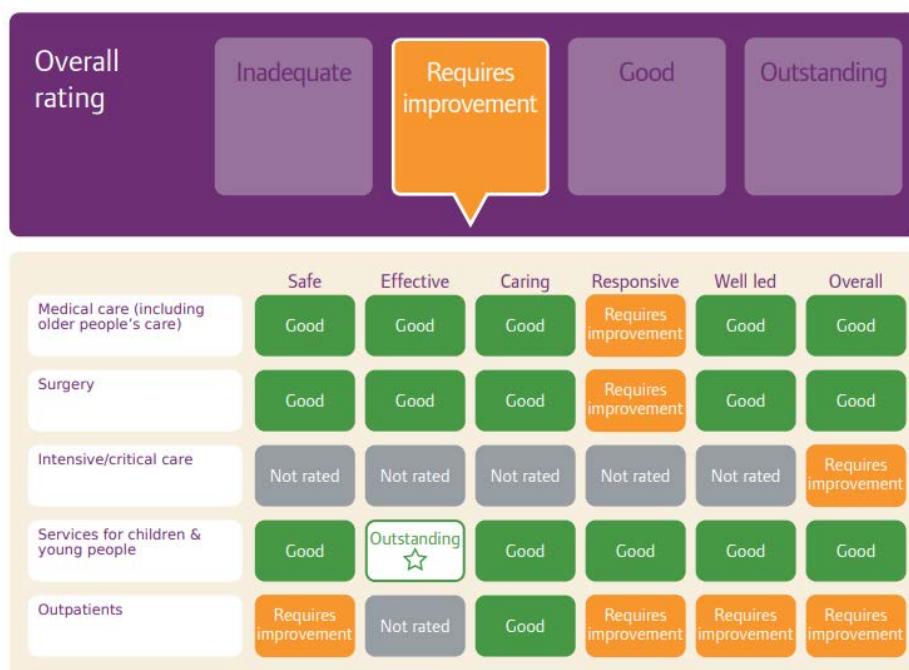 Overall
rating
Inadequate
Requires
improvement
Good
Outstanding
Safe Effective Caring Responsive Well led Overall
Medical care (including
older people's care)
Good Good Good Requires
improvement Good Good
Surgery
Good Good Good Requires
improvement Good Good
Intensive/critical care
Not rated Not rated Not rated Not rated Not rated Requires
improvement
Services for children &
young people
Good Outstanding Good Good Good Good
Outpatients
Requires
improvement Not rated Good Requires
improvement Requires
improvement Requires
improvement